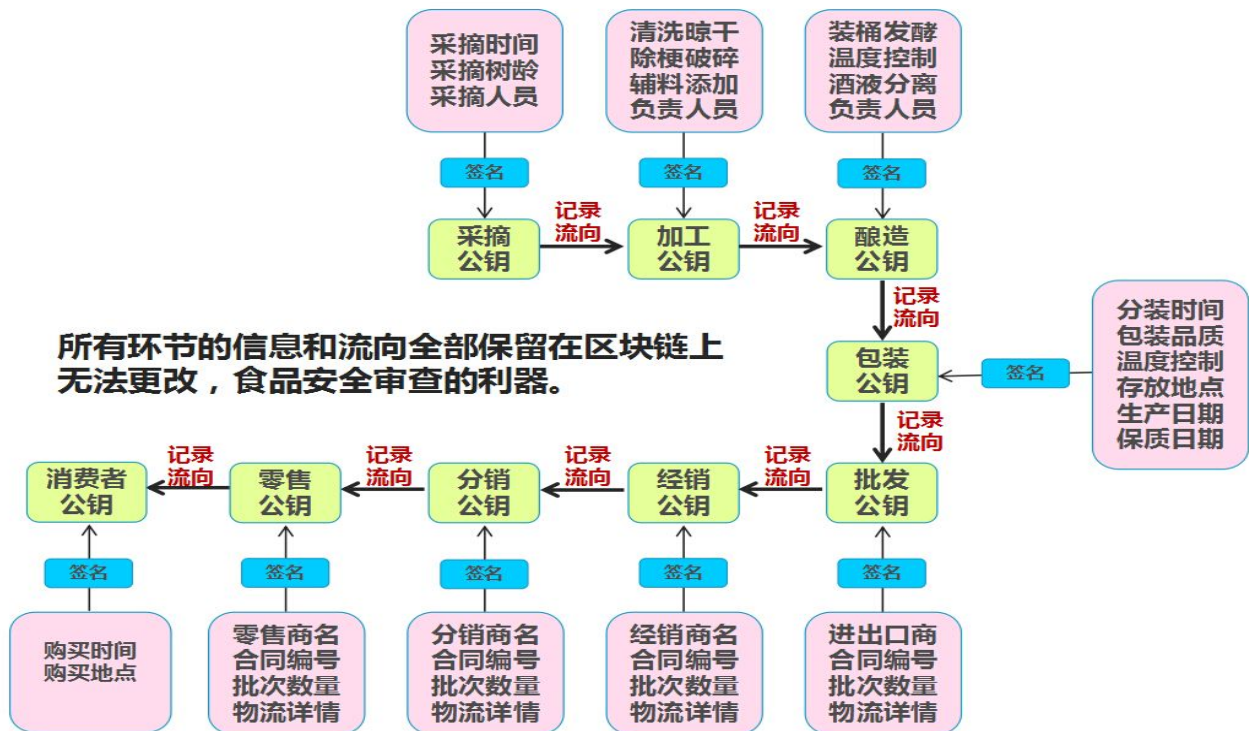 采摘时间
采摘树龄
采摘人员
清洗晾干
除梗破碎
辅料添加
负责人员
装桶发酵
温度控制
酒液分离
负责人员
签名
签名
签名
采摘
公钥
记录
流向
加工
公钥
记录
流向
酿造
公钥
记录
流向
分装时间
包装品质
温度控制
存放地点
生产日期
保质日期
签名
包装
公钥
所有环节的信息和流向全部保留在区块链上
无法更改，食品安全审查的利器。
记录
流向
消费者
公钥
记录
流向
零售
公钥
记录
流向
分销
公钥
记录
流向
经销
公钥
记录
流向
批发
公钥
签名
签名
签名
签名
签名
购买时间
购买地点
零售商名
合同编号
批次数量
物流详情
分销商名
合同编号
批次数量
物流详情
经销商名
合同编号
批次数量
物流详情
进出口商
合同编号
批次数量
物流详情